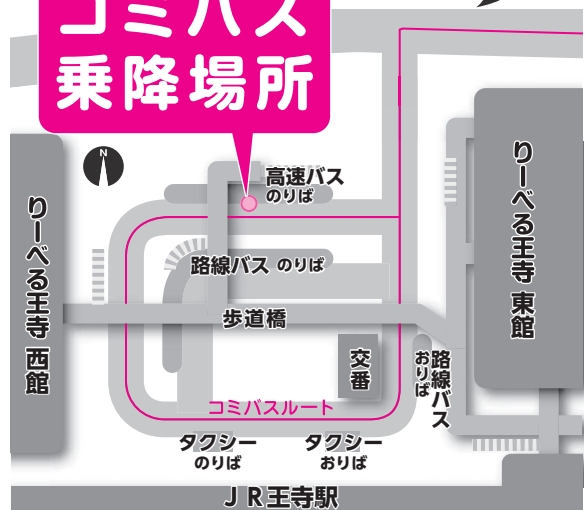 コミバス
乗降場所
N
高速バス
のりば
りーべる王寺 西館
りーべる王寺 東館
路線バス のりば
歩道橋
交番
路線バス
おりば
コミバスルート
タクシー
のりば
タクシー
おりば
ＪＲ王寺駅